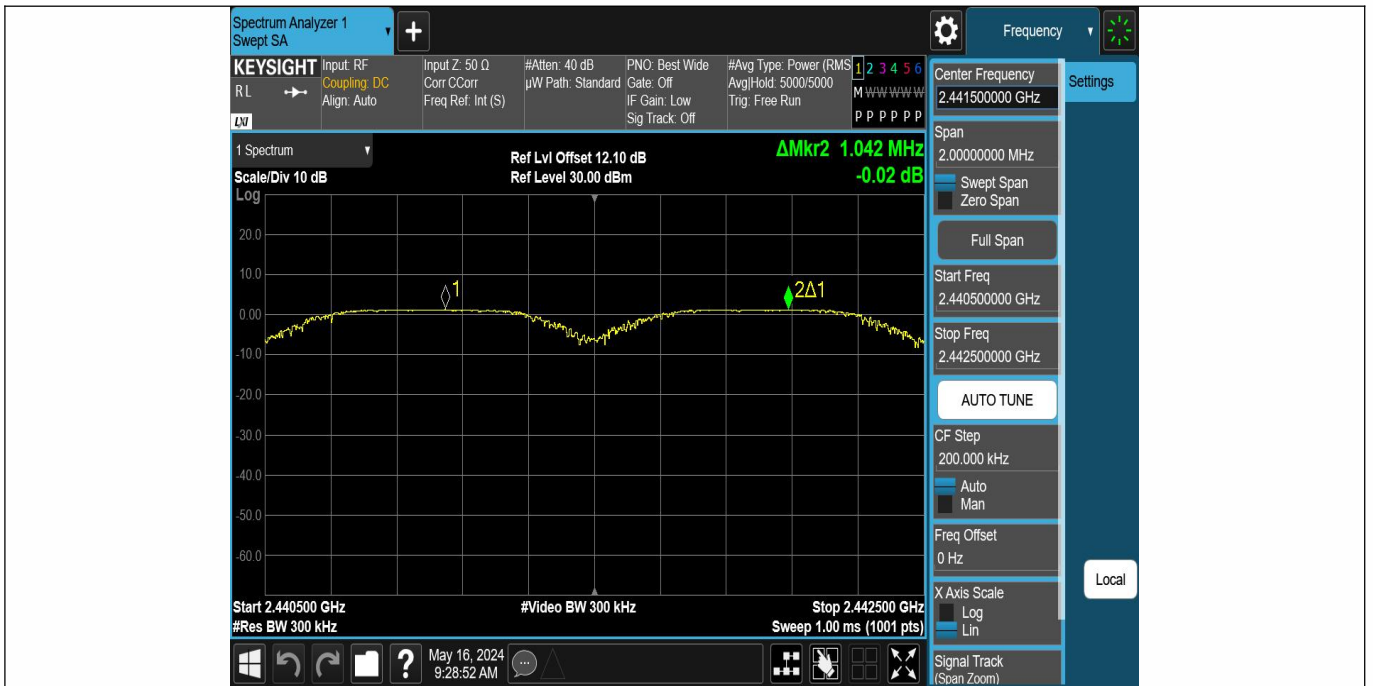 Spectrum Analyzer 1
Swept SA
+
Frequency
KEYSIGHT
RL
LXI
Input: RF
Coupling: DC
Align: Auto
Input Z: 50 Ω
Corr CCorr
Freq Ref: Int (S)
#Atten: 40 dB
µW Path: Standard
PNO: Best Wide
Gate: Off
IF Gain: Low
Sig Track: Off
#Avg Type: Power (RMS
Avg|Hold: 5000/5000
Trig: Free Run
1 2 3 4 5 6
M W W W W W
P P P P P P
1 Spectrum
Scale/Div 10 dB
Log
Ref Lvl Offset 12.10 dB
Ref Level 30.00 dBm
ΔMkr2 1.042 MHz
-0.02 dB
20.0
10.0
0.00
-10.0
-20.0
-30.0
-40.0
-50.0
-60.0
1
2Δ1
Start 2.440500 GHz
#Res BW 300 kHz
#Video BW 300 kHz
Stop 2.442500 GHz
Sweep 1.00 ms (1001 pts)
Center Frequency
2.441500000 GHz
Settings
Span
2.00000000 MHz
Swept Span
Zero Span
Full Span
Start Freq
2.440500000 GHz
Stop Freq
2.442500000 GHz
AUTO TUNE
CF Step
200.000 kHz
Auto
Man
Freq Offset
0 Hz
Local
X Axis Scale
Log
Lin
Signal Track
(Span Zoom)
?
May 16, 2024
9:28:52 AM